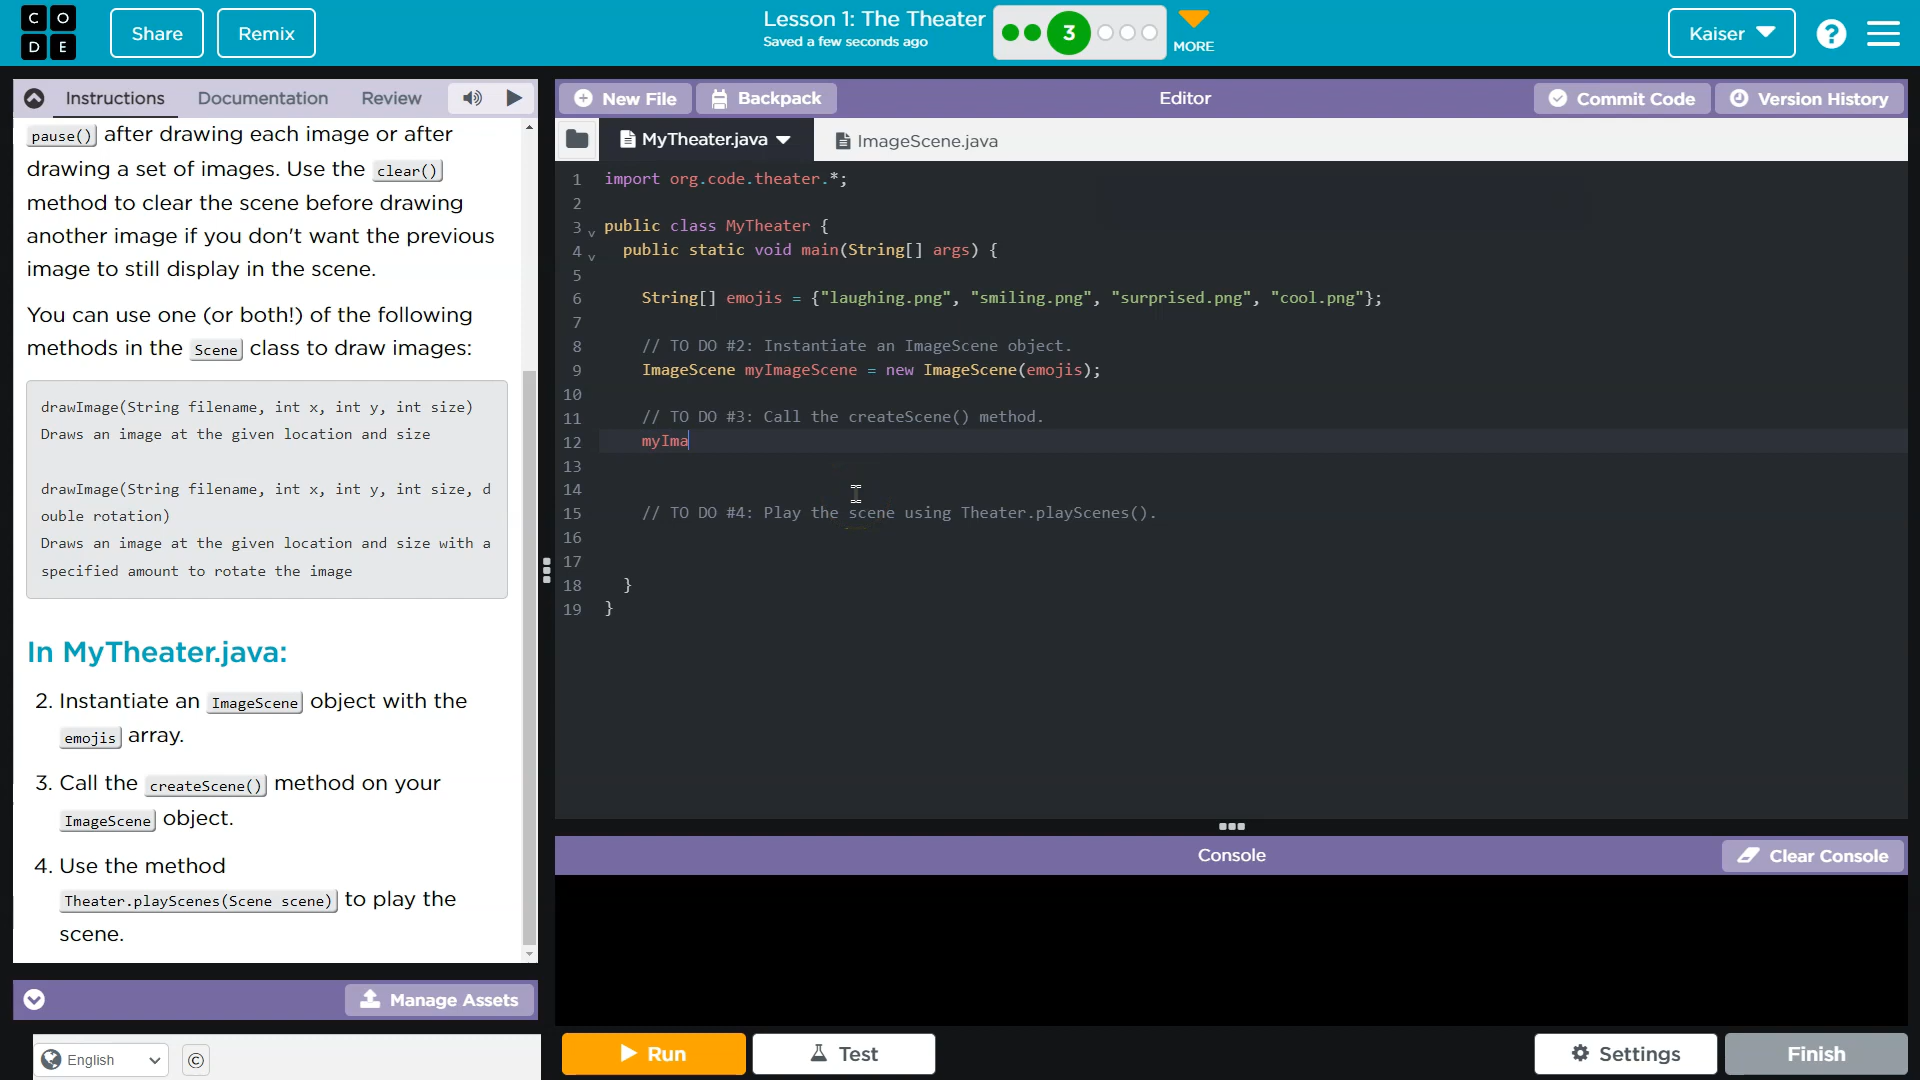 CODE
Share
Remix
Lesson 1: The Theater
Saved a few seconds ago
3
MORE
Kaiser
?
Instructions
Documentation
Review
pause() after drawing each image or after
drawing a set of images. Use the clear()
method to clear the scene before drawing
another image if you don't want the previous
image to still display in the scene.
You can use one (or both!) of the following
methods in the Scene class to draw images:
drawImage(String filename, int x, int y, int size)
Draws an image at the given location and size
drawImage(String filename, int x, int y, int size, d
ouble rotation)
Draws an image at the given location and size with a
specified amount to rotate the image
In MyTheater.java:
2. Instantiate an ImageScene object with the
emojis array.
3. Call the createScene() method on your
ImageScene object.
4. Use the method
Theater.playScenes(Scene scene) to play the
scene.
Manage Assets
English
©
New File
Backpack
Editor
Commit Code
Version History
MyTheater.java
ImageScene.java
1 import org.code.theater.*;
2
3 public class MyTheater {
4 public static void main(String[] args) {
5
6 String[] emojis = {"laughing.png", "smiling.png", "surprised.png", "cool.png"};
7
8 // TO DO #2: Instantiate an ImageScene object.
9 ImageScene myImageScene = new ImageScene(emojis);
10
11 // TO DO #3: Call the createScene() method.
12 myIma
13
14
15 // TO DO #4: Play the scene using Theater.playScenes().
16
17
18 }
19 }
Console
Clear Console
Run
Test
Settings
Finish